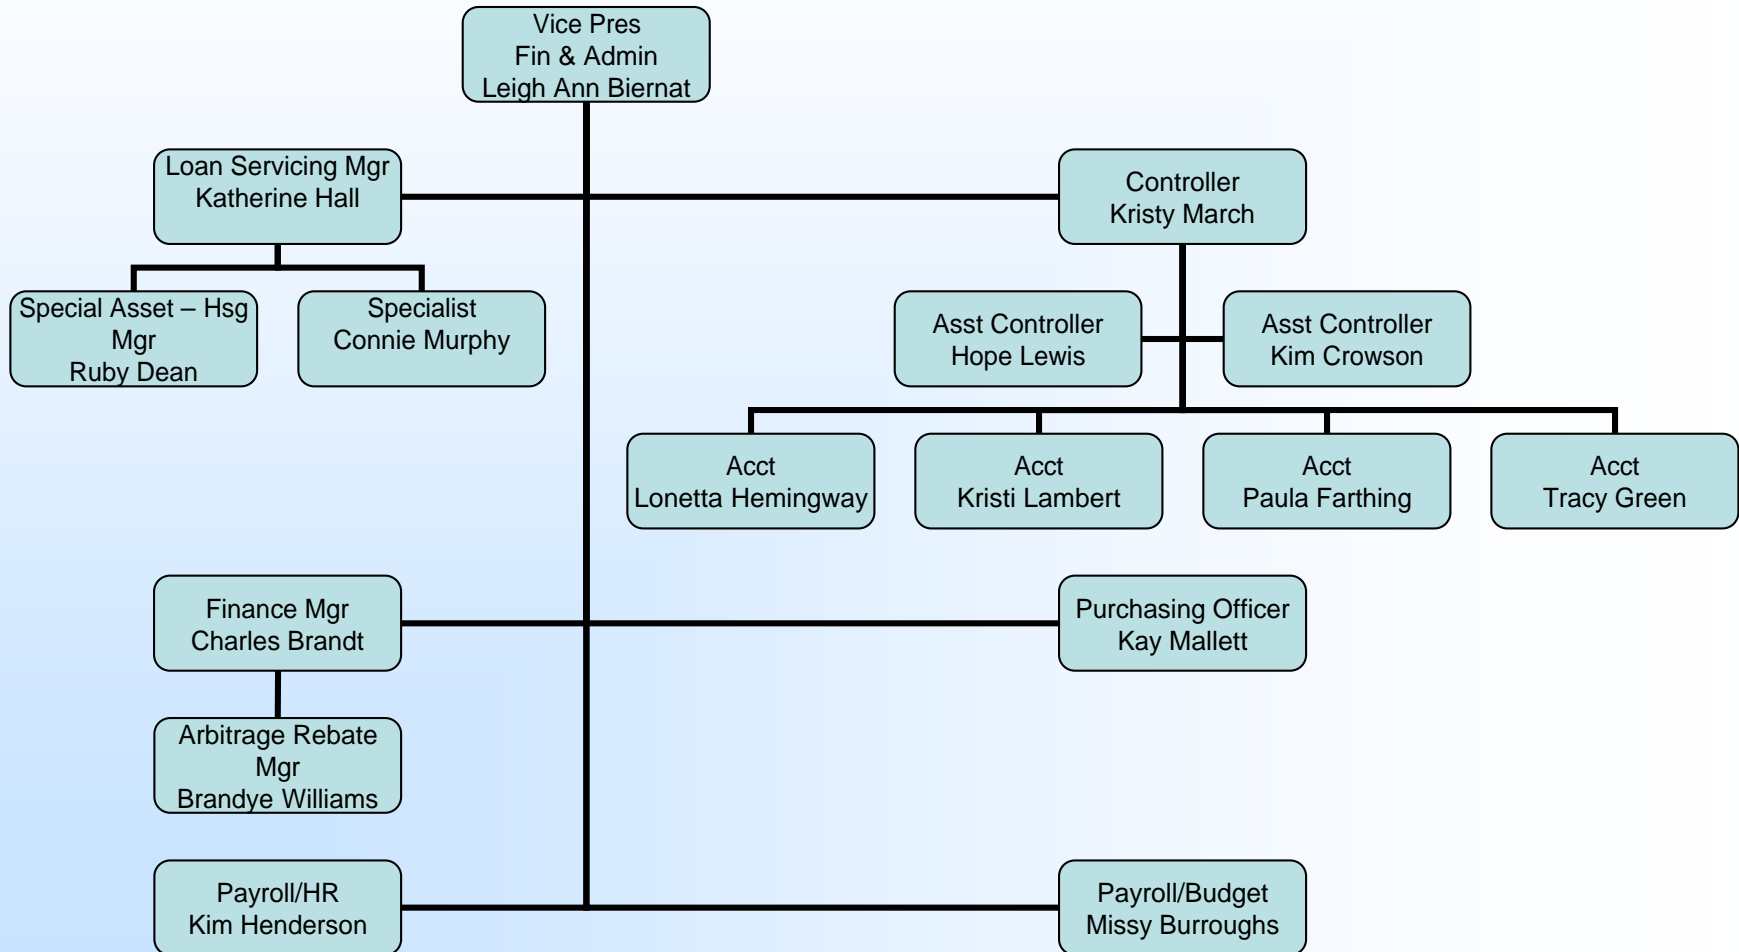 Vice Pres
Fin & Admin
Leigh Ann Biernat
Loan Servicing Mgr
Katherine Hall
Controller
Kristy March
Special Asset – Hsg
Mgr
Ruby Dean
Specialist
Connie Murphy
Asst Controller
Hope Lewis
Asst Controller
Kim Crowson
Acct
Lonetta Hemingway
Acct
Kristi Lambert
Acct
Paula Farthing
Acct
Tracy Green
Finance Mgr
Charles Brandt
Purchasing Officer
Kay Mallett
Arbitrage Rebate
Mgr
Brandye Williams
Payroll/HR
Kim Henderson
Payroll/Budget
Missy Burroughs